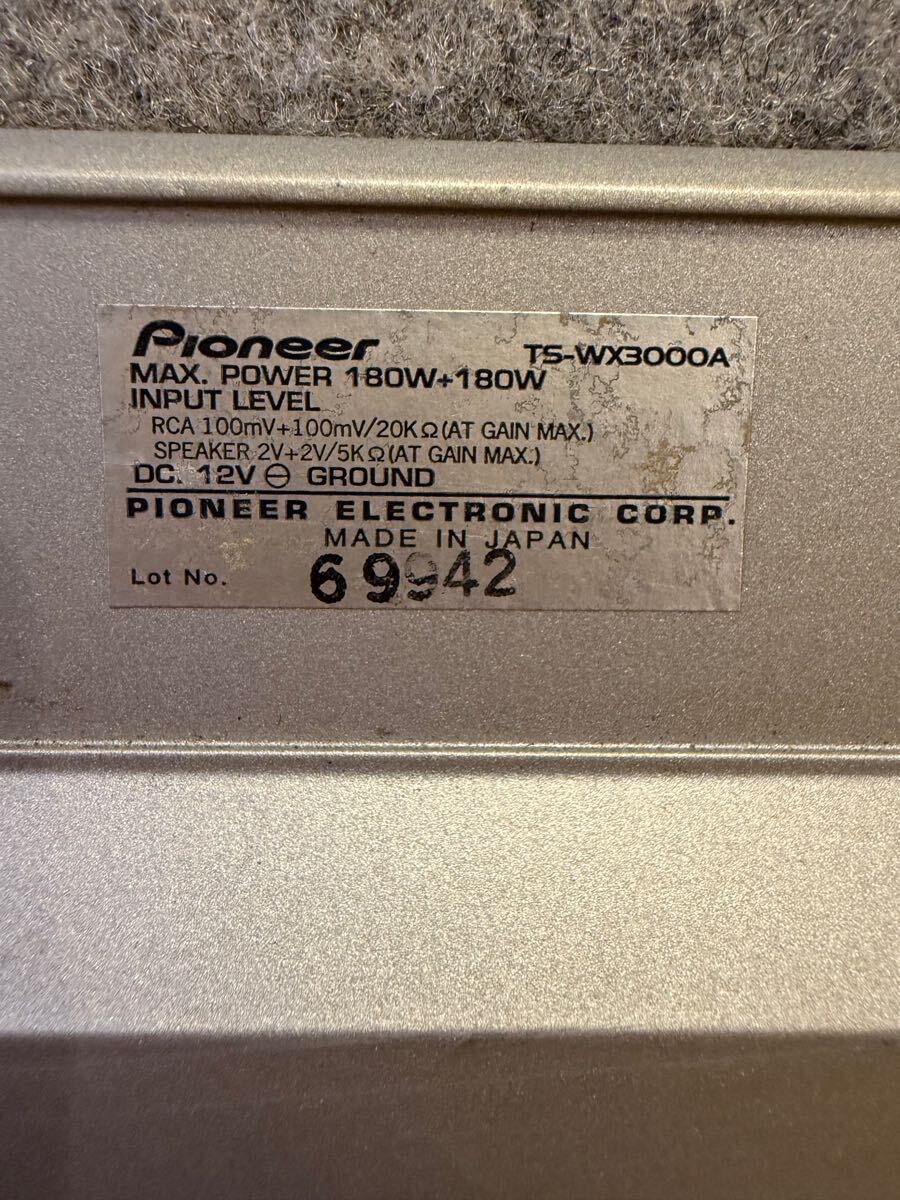 Pioneer TS-WX3000A
MAX. POWER 180W+180W
INPUT LEVEL
RCA 100mV+100mV/20KΩ(AT GAIN MAX.)
SPEAKER 2V+2V/5KΩ(AT GAIN MAX.)
DC. 12V ⊖ GROUND
PIONEER ELECTRONIC CORP.
MADE IN JAPAN
Lot No. 69942